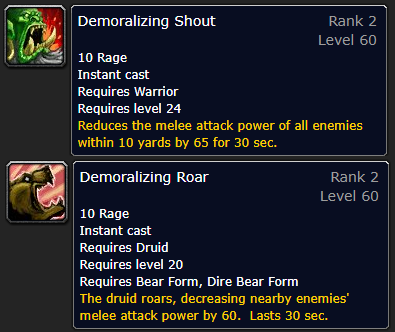 Demoralizing Shout Rank 2
Level 60
10 Rage
Instant cast
Requires Warrior
Requires level 24
Reduces the melee attack power of all enemies
within 10 yards by 65 for 30 sec.
Demoralizing Roar Rank 2
Level 60
10 Rage
Instant cast
Requires Druid
Requires level 20
Requires Bear Form, Dire Bear Form
The druid roars, decreasing nearby enemies'
melee attack power by 60. Lasts 30 sec.